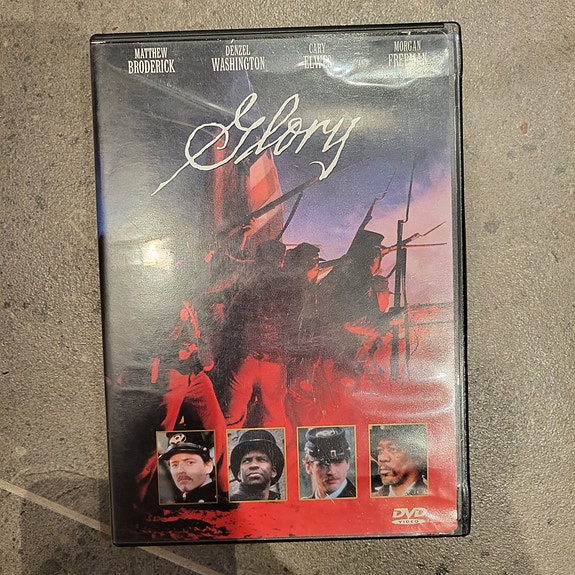 MATTHEW
BRODERICK
DENZEL
WASHINGTON
CARY
ELWES
MORGAN
FREEMAN
Glory
DVD
VIDEO